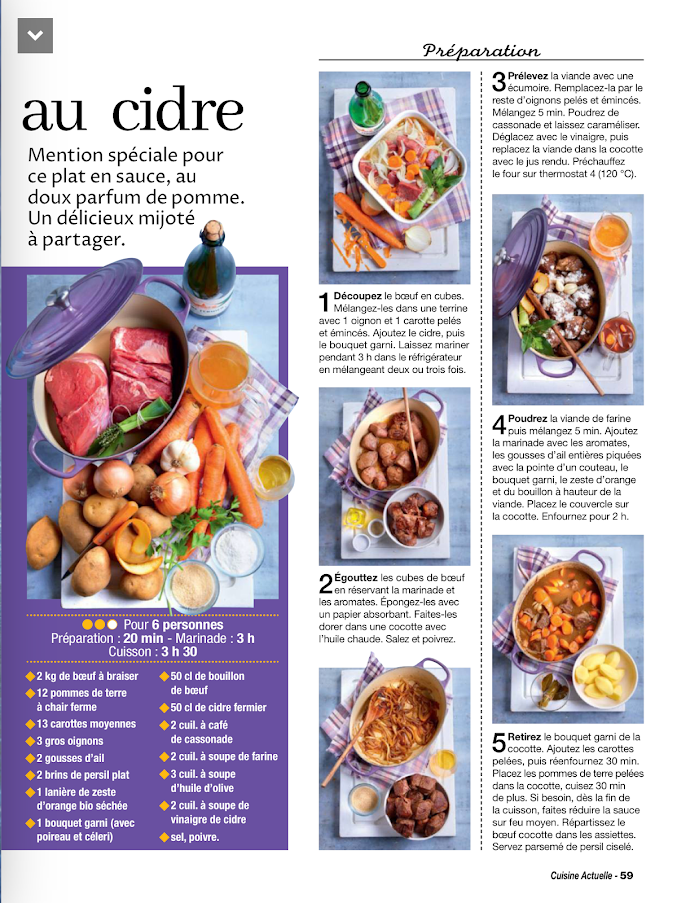 au cidre
Mention spéciale pour
ce plat en sauce, au
doux parfum de pomme.
Un délicieux mijoté
à partager.
Pour 6 personnes
Préparation : 20 min - Marinade : 3 h
Cuisson : 3 h 30
2 kg de bœuf à braiser
12 pommes de terre
à chair ferme
13 carottes moyennes
3 gros oignons
2 gousses d’ail
2 brins de persil plat
1 lanière de zeste
d’orange bio séchée
1 bouquet garni (avec
poireau et céleri)
50 cl de bouillon
de bœuf
50 cl de cidre fermier
2 cuil. à café
de cassonade
2 cuil. à soupe de farine
3 cuil. à soupe
d’huile d’olive
2 cuil. à soupe de
vinaigre de cidre
sel, poivre.
Préparation
1 Découpez le bœuf en cubes.
Mélangez-les dans une terrine
avec 1 oignon et 1 carotte pelés
et émincés. Ajoutez le cidre, puis
le bouquet garni. Laissez mariner
pendant 3 h dans le réfrigérateur
en mélangeant deux ou trois fois.
2 Égouttez les cubes de bœuf
en réservant la marinade et
les aromates. Épongez-les avec
un papier absorbant. Faites-les
dorer dans une cocotte avec
l’huile chaude. Salez et poivrez.
3 Prélevez la viande avec une
écumoire. Remplacez-la par le
reste d’oignons pelés et émincés.
Mélangez 5 min. Poudrez de
cassonade et laissez caraméliser.
Déglacez avec le vinaigre, puis
replacez la viande dans la cocotte
avec le jus rendu. Préchauffez
le four sur thermostat 4 (120 °C).
4 Poudrez la viande de farine
puis mélangez 5 min. Ajoutez
la marinade avec les aromates,
les gousses d’ail entières piquées
avec la pointe d’un couteau, le
bouquet garni, le zeste d’orange
et du bouillon à hauteur de la
viande. Placez le couvercle sur
la cocotte. Enfournez pour 2 h.
5 Retirez le bouquet garni de la
cocotte. Ajoutez les carottes
pelées, puis réenfournez 30 min.
Placez les pommes de terre pelées
dans la cocotte, cuisez 30 min
de plus. Si besoin, dès la fin de
la cuisson, faites réduire la sauce
sur feu moyen. Répartissez le
bœuf cocotte dans les assiettes.
Servez parsemé de persil ciselé.
Cuisine Actuelle - 59